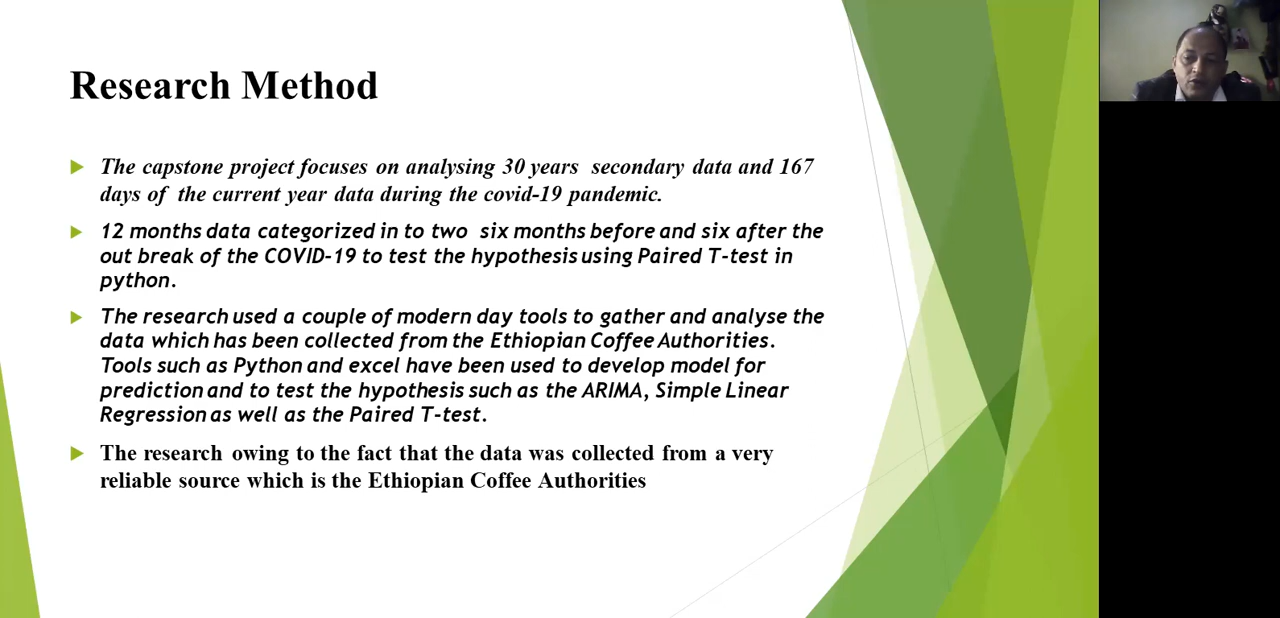 Research Method
The capstone project focuses on analysing 30 years secondary data and 167
days of the current year data during the covid-19 pandemic.
12 months data categorized in to two six months before and six after the
out break of the COVID-19 to test the hypothesis using Paired T-test in
python.
The research used a couple of modern day tools to gather and analyse the
data which has been collected from the Ethiopian Coffee Authorities.
Tools such as Python and excel have been used to develop model for
prediction and to test the hypothesis such as the ARIMA, Simple Linear
Regression as well as the Paired T-test.
The research owing to the fact that the data was collected from a very
reliable source which is the Ethiopian Coffee Authorities